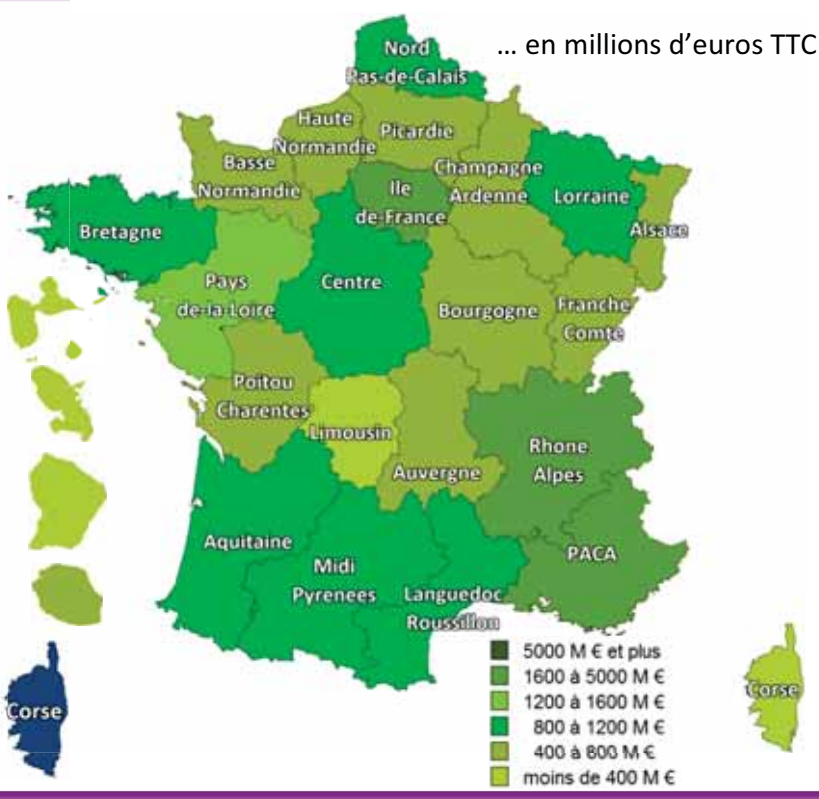 ... en millions d'euros TTC
Nord
Pas-de-Calais
Haute
Normandie
Picardie
Basse
Normandie
Champagne
Ardenne
Ile
de-France
Lorraine
Alsace
Bretagne
Pays
de-la-Loire
Centre
Bourgogne
Franche
Comte
Poitou
Charentes
Limousin
Auvergne
Rhone
Alpes
Aquitaine
Midi
Pyrenees
Languedoc
Roussillon
PACA
Corse
Corse
5000 M € et plus
1600 à 5000 M €
1200 à 1600 M €
800 à 1200 M €
400 à 800 M €
moins de 400 M €